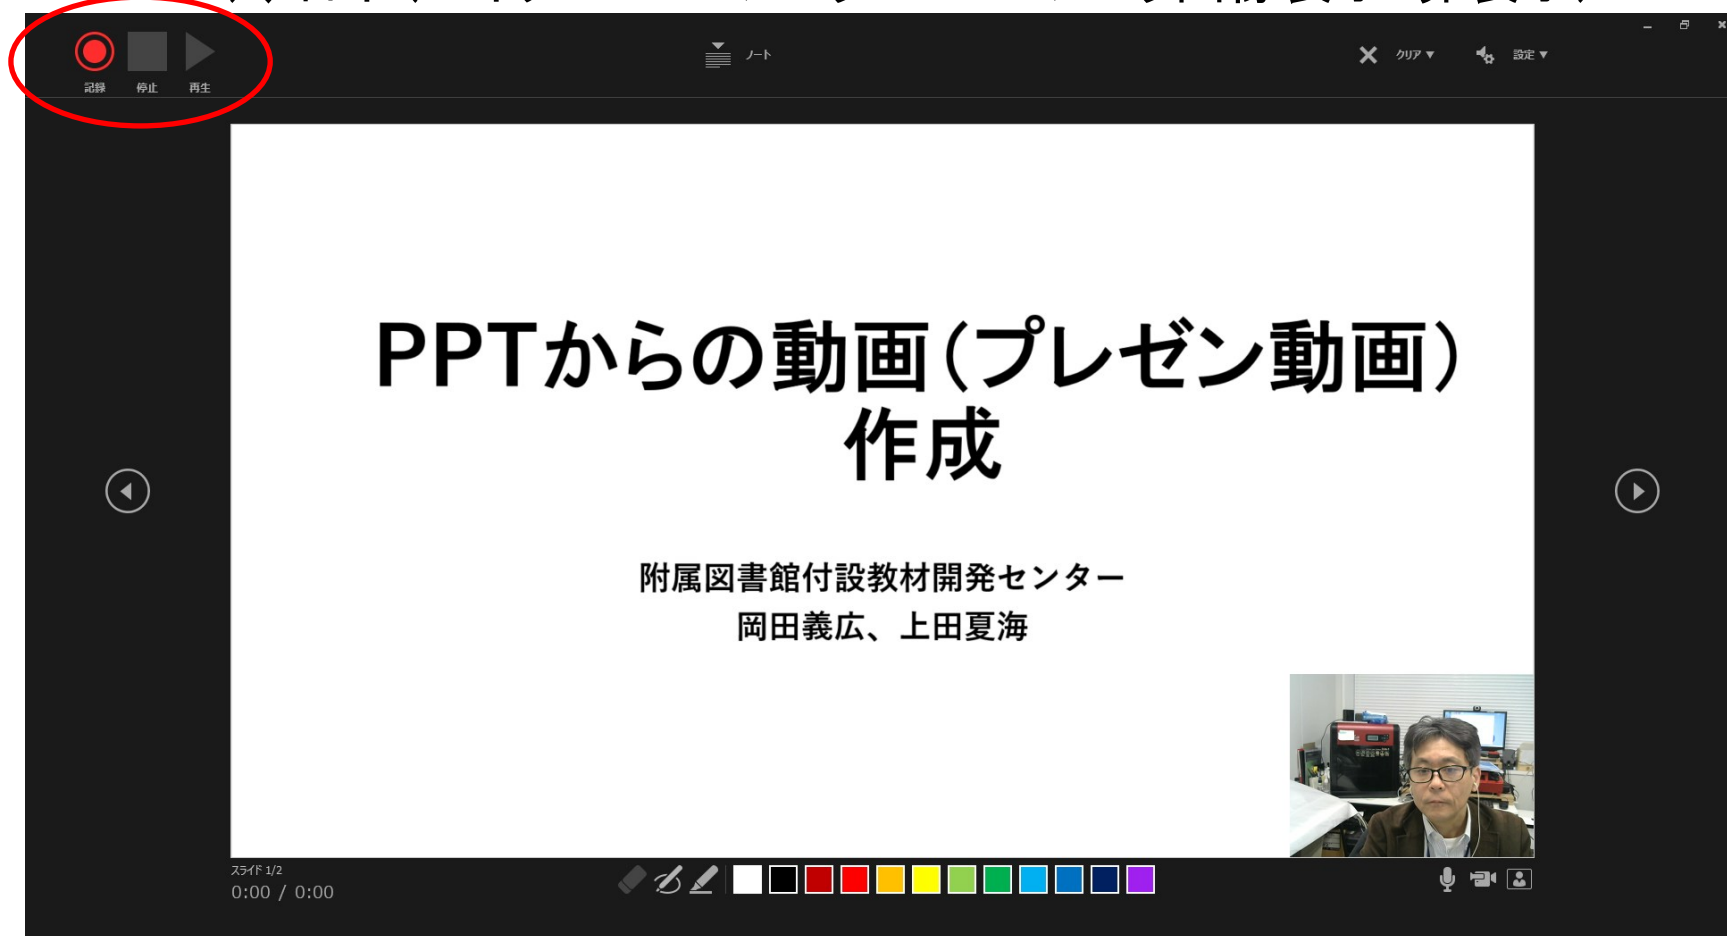 記録 停止 再生
ノート
クリア▼
設定▼
PPTからの動画(プレゼン動画)
作成
附属図書館付設教材開発センター
岡田義広、上田夏海
スライド 1/2
0:00 / 0:00